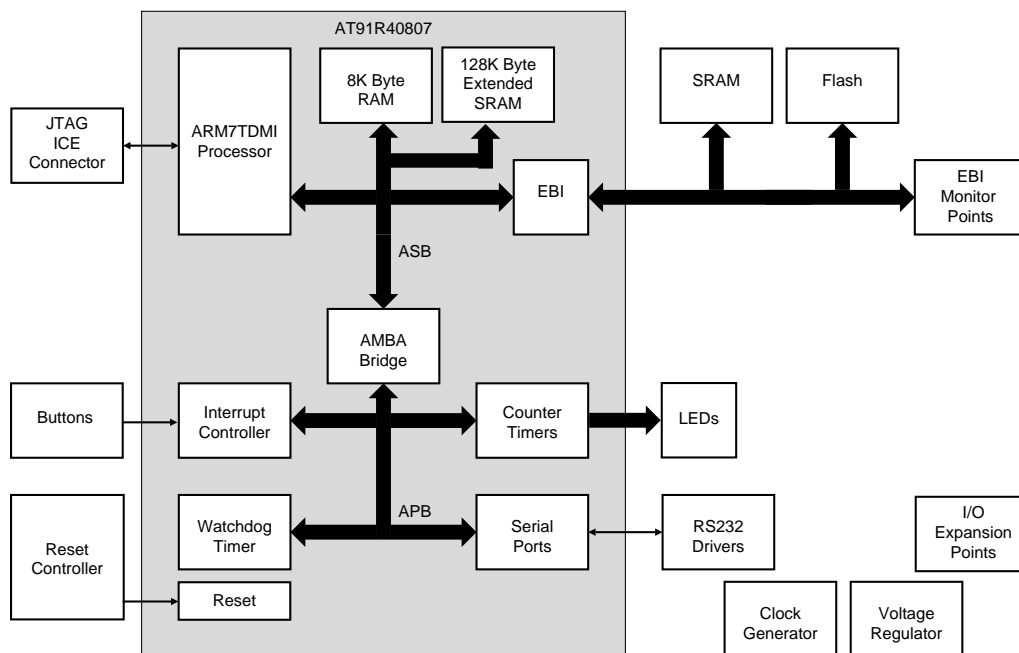 AT91R40807
8K Byte
RAM
128K Byte
Extended
SRAM
SRAM
Flash
JTAG
ICE
Connector
ARM7TDMI
Processor
EBI
EBI
Monitor
Points
ASB
AMBA
Bridge
Buttons
Interrupt
Controller
Counter
Timers
LEDs
Reset
Controller
Watchdog
Timer
APB
Serial
Ports
RS232
Drivers
I/O
Expansion
Points
Reset
Clock
Generator
Voltage
Regulator